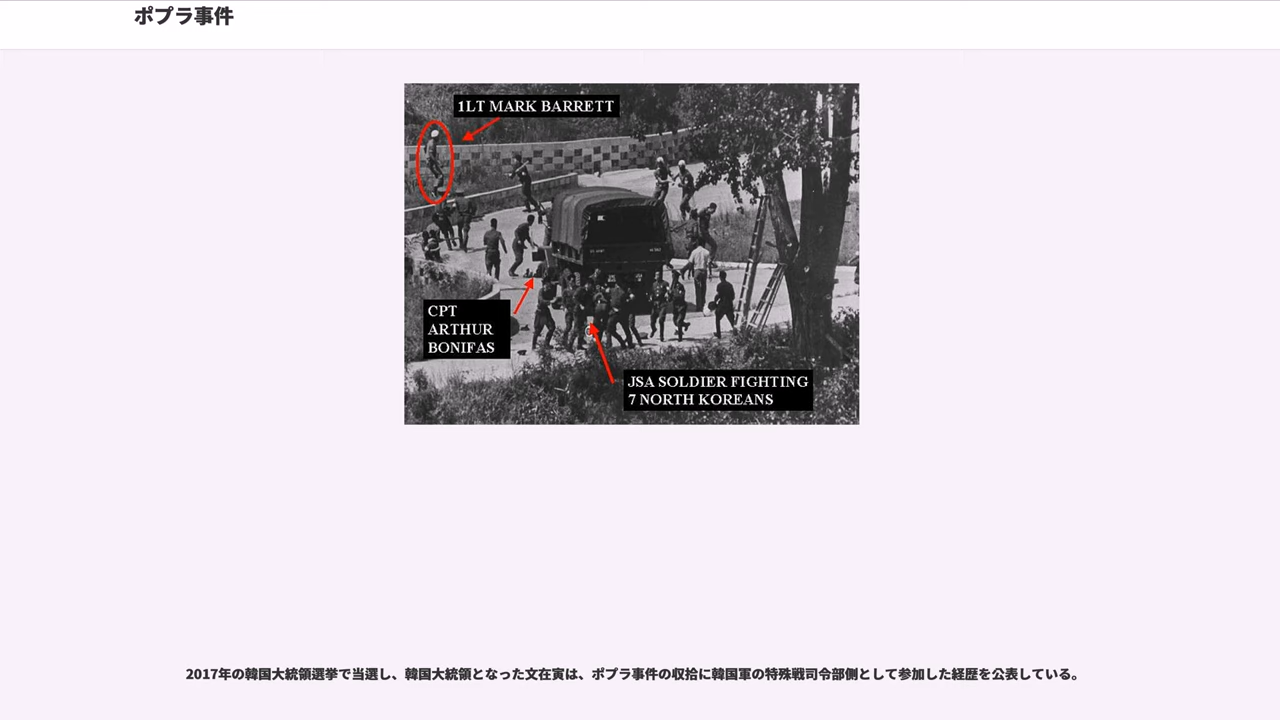 ポプラ事件
1LT MARK BARRETT
CPT
ARTHUR
BONIFAS
JSA SOLDIER FIGHTING
7 NORTH KOREANS
2017年の韓国大統領選挙で当選し、韓国大統領となった文在寅は、ポプラ事件の収拾に韓国軍の特殊戦司令部側として参加した経歴を公表している。